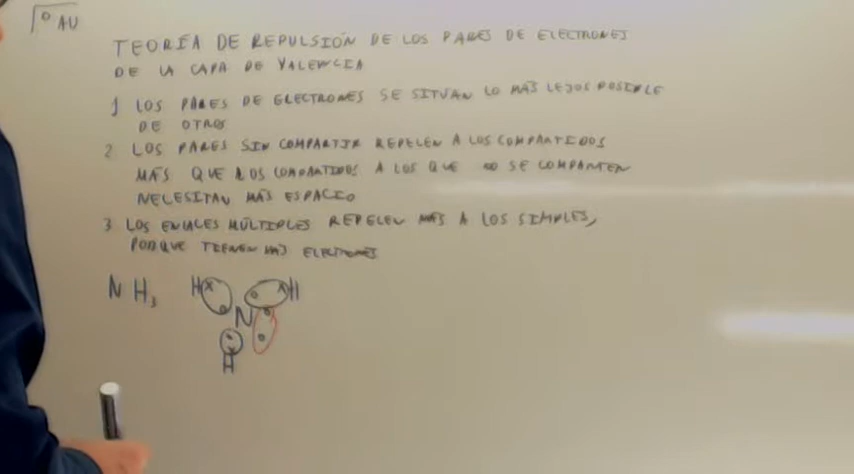 TEORÍA DE REPULSIÓN DE LOS PARES DE ELECTRONES
DE LA CAPA DE VALENCIA
1 LOS PARES DE ELECTRONES SE SITUAN LO MÁS LEJOS POSIBLE
DE OTROS
2 LOS PARES SIN COMPARTIR REPELEN A LOS COMPARTIDOS
MÁS QUE LOS COMPARTIDOS A LOS QUE NO SE COMPARTEN
NECESITAN MÁS ESPACIO
3 LOS ENLACES MÚLTIPLES REPELEN MÁS A LOS SIMPLES,
PORQUE TIENEN MÁS ELECTRONES
N H3 H H
N
H